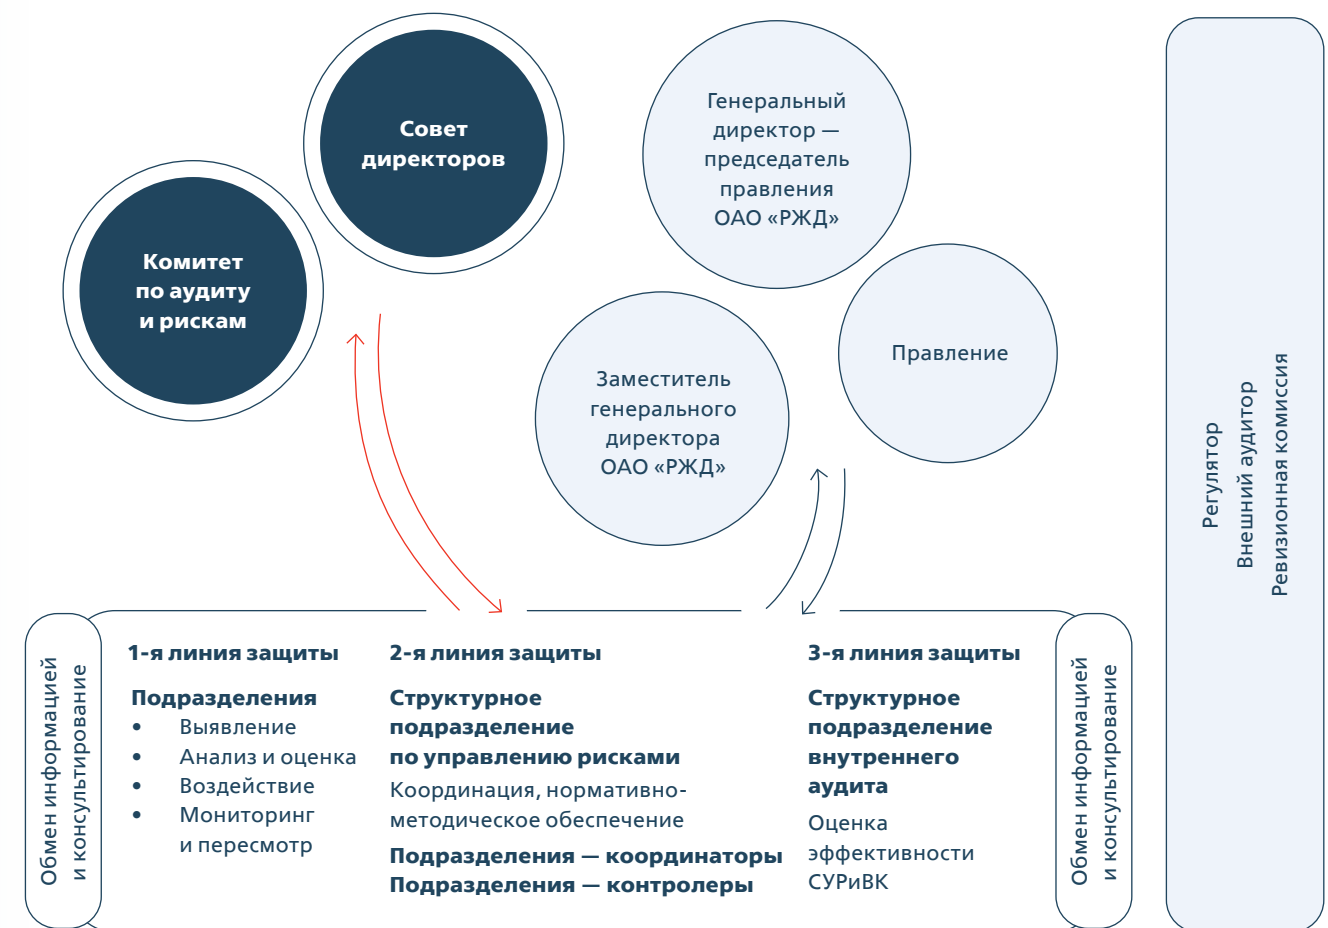 Совет
директоров
Комитет
по аудиту
и рискам
Генеральный
директор —
председатель
правления
ОАО «РЖД»
Заместитель
генерального
директора
ОАО «РЖД»
Правление
Регулятор
Внешний аудитор
Ревизионная комиссия
Обмен информацией
и консультирование
1-я линия защиты
Подразделения
• Выявление
• Анализ и оценка
• Воздействие
• Мониторинг
и пересмотр
2-я линия защиты
Структурное
подразделение
по управлению рисками
Координация, нормативно-
методическое обеспечение
Подразделения — координаторы
Подразделения — контролеры
3-я линия защиты
Структурное
подразделение
внутреннего
аудита
Оценка
эффективности
СУРиВК
Обмен информацией
и консультирование